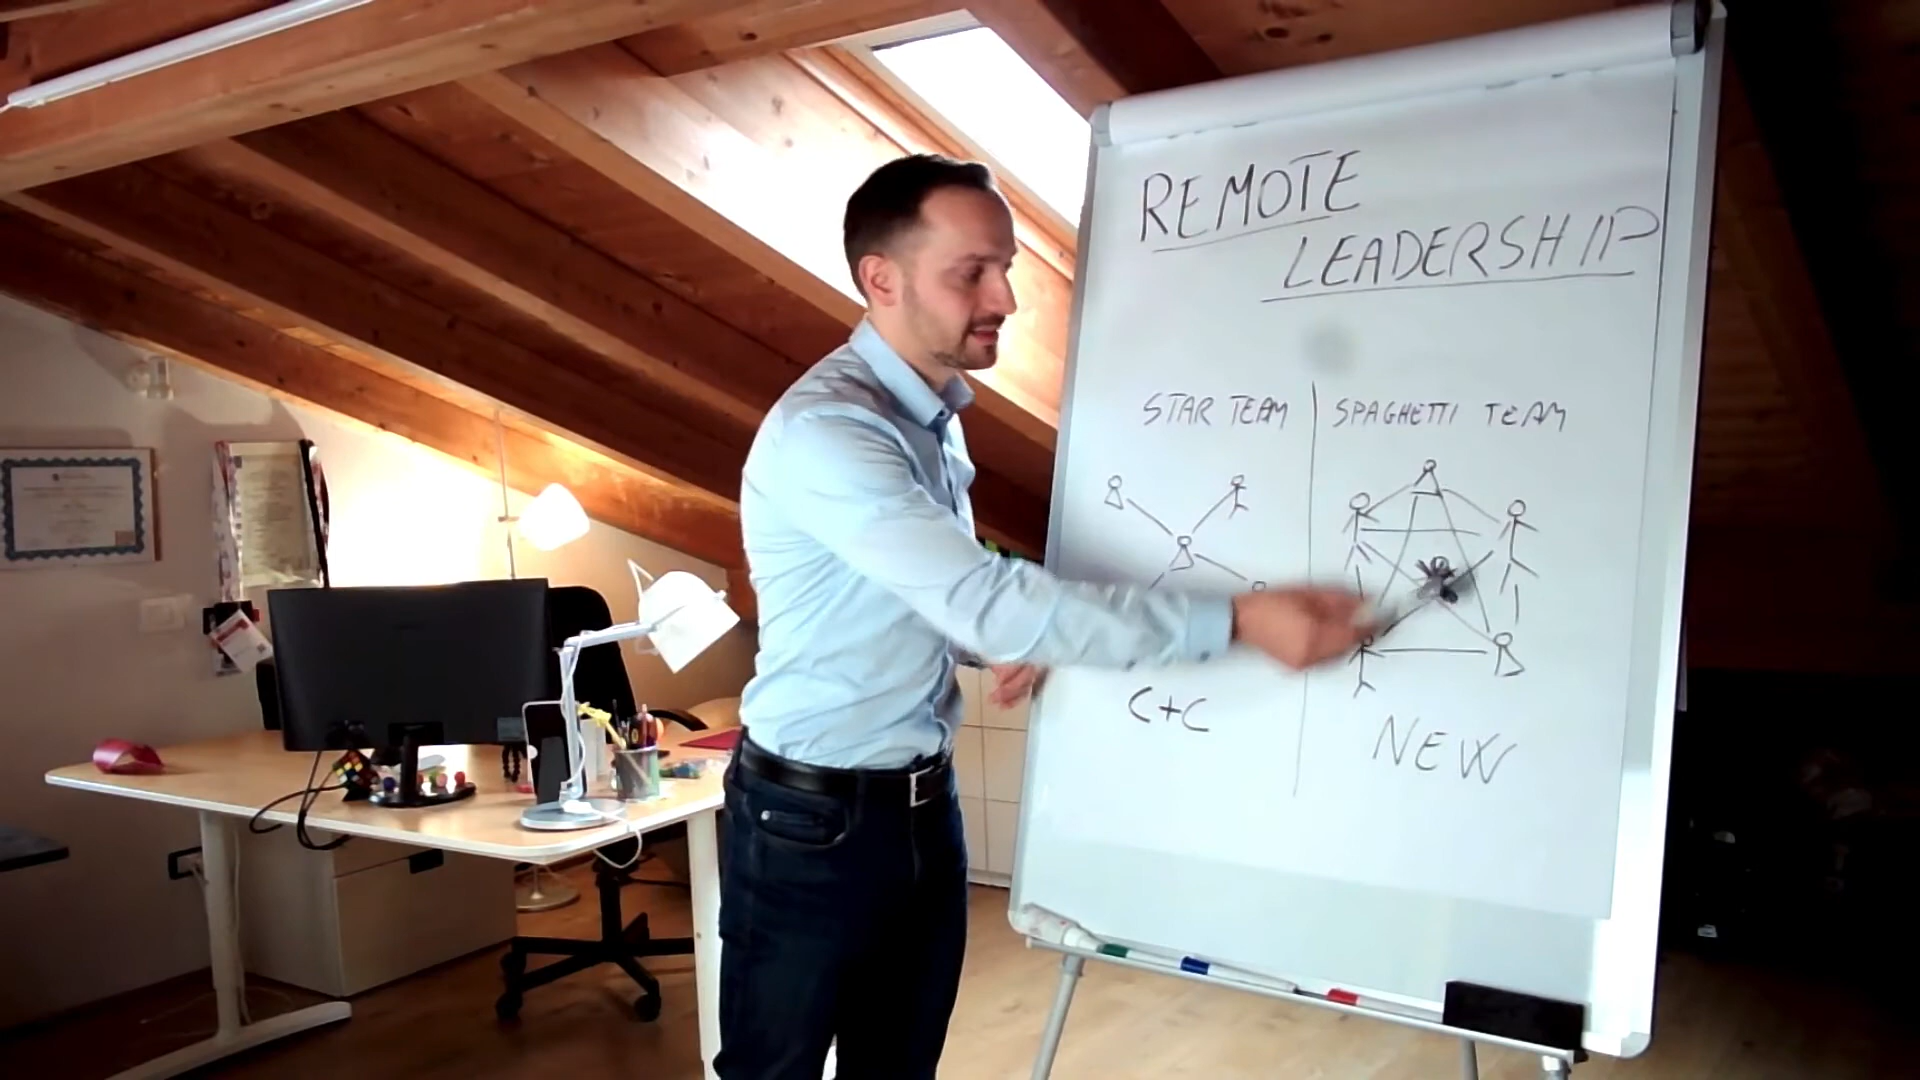 REMOTE
LEADERSHIP
STAR TEAM
SPAGHETTI TEAM
C+C
NEW